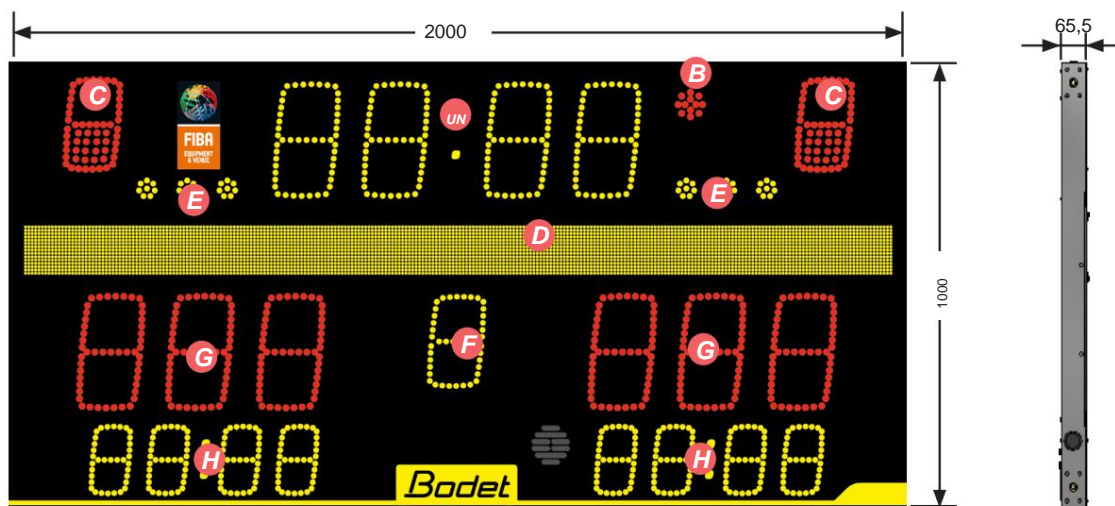 2000
65,5
B
C
C
UN
FIBA
EQUIPMENT
& VENUE
E
E
D
1000
F
G
G
H
H
Bodet